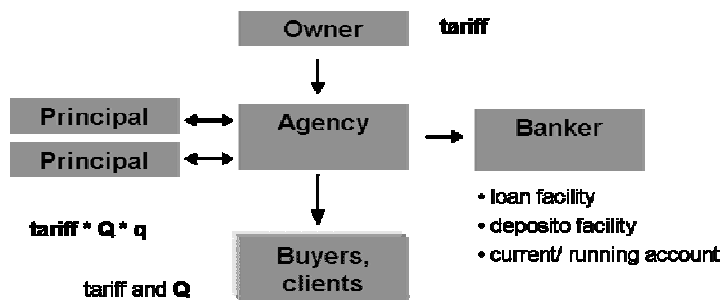 Owner
tariff
Principal
Agency
Banker
Principal
• loan facility
• deposito facility
• current/ running account
tariff * Q * q
Buyers,
clients
tariff and Q